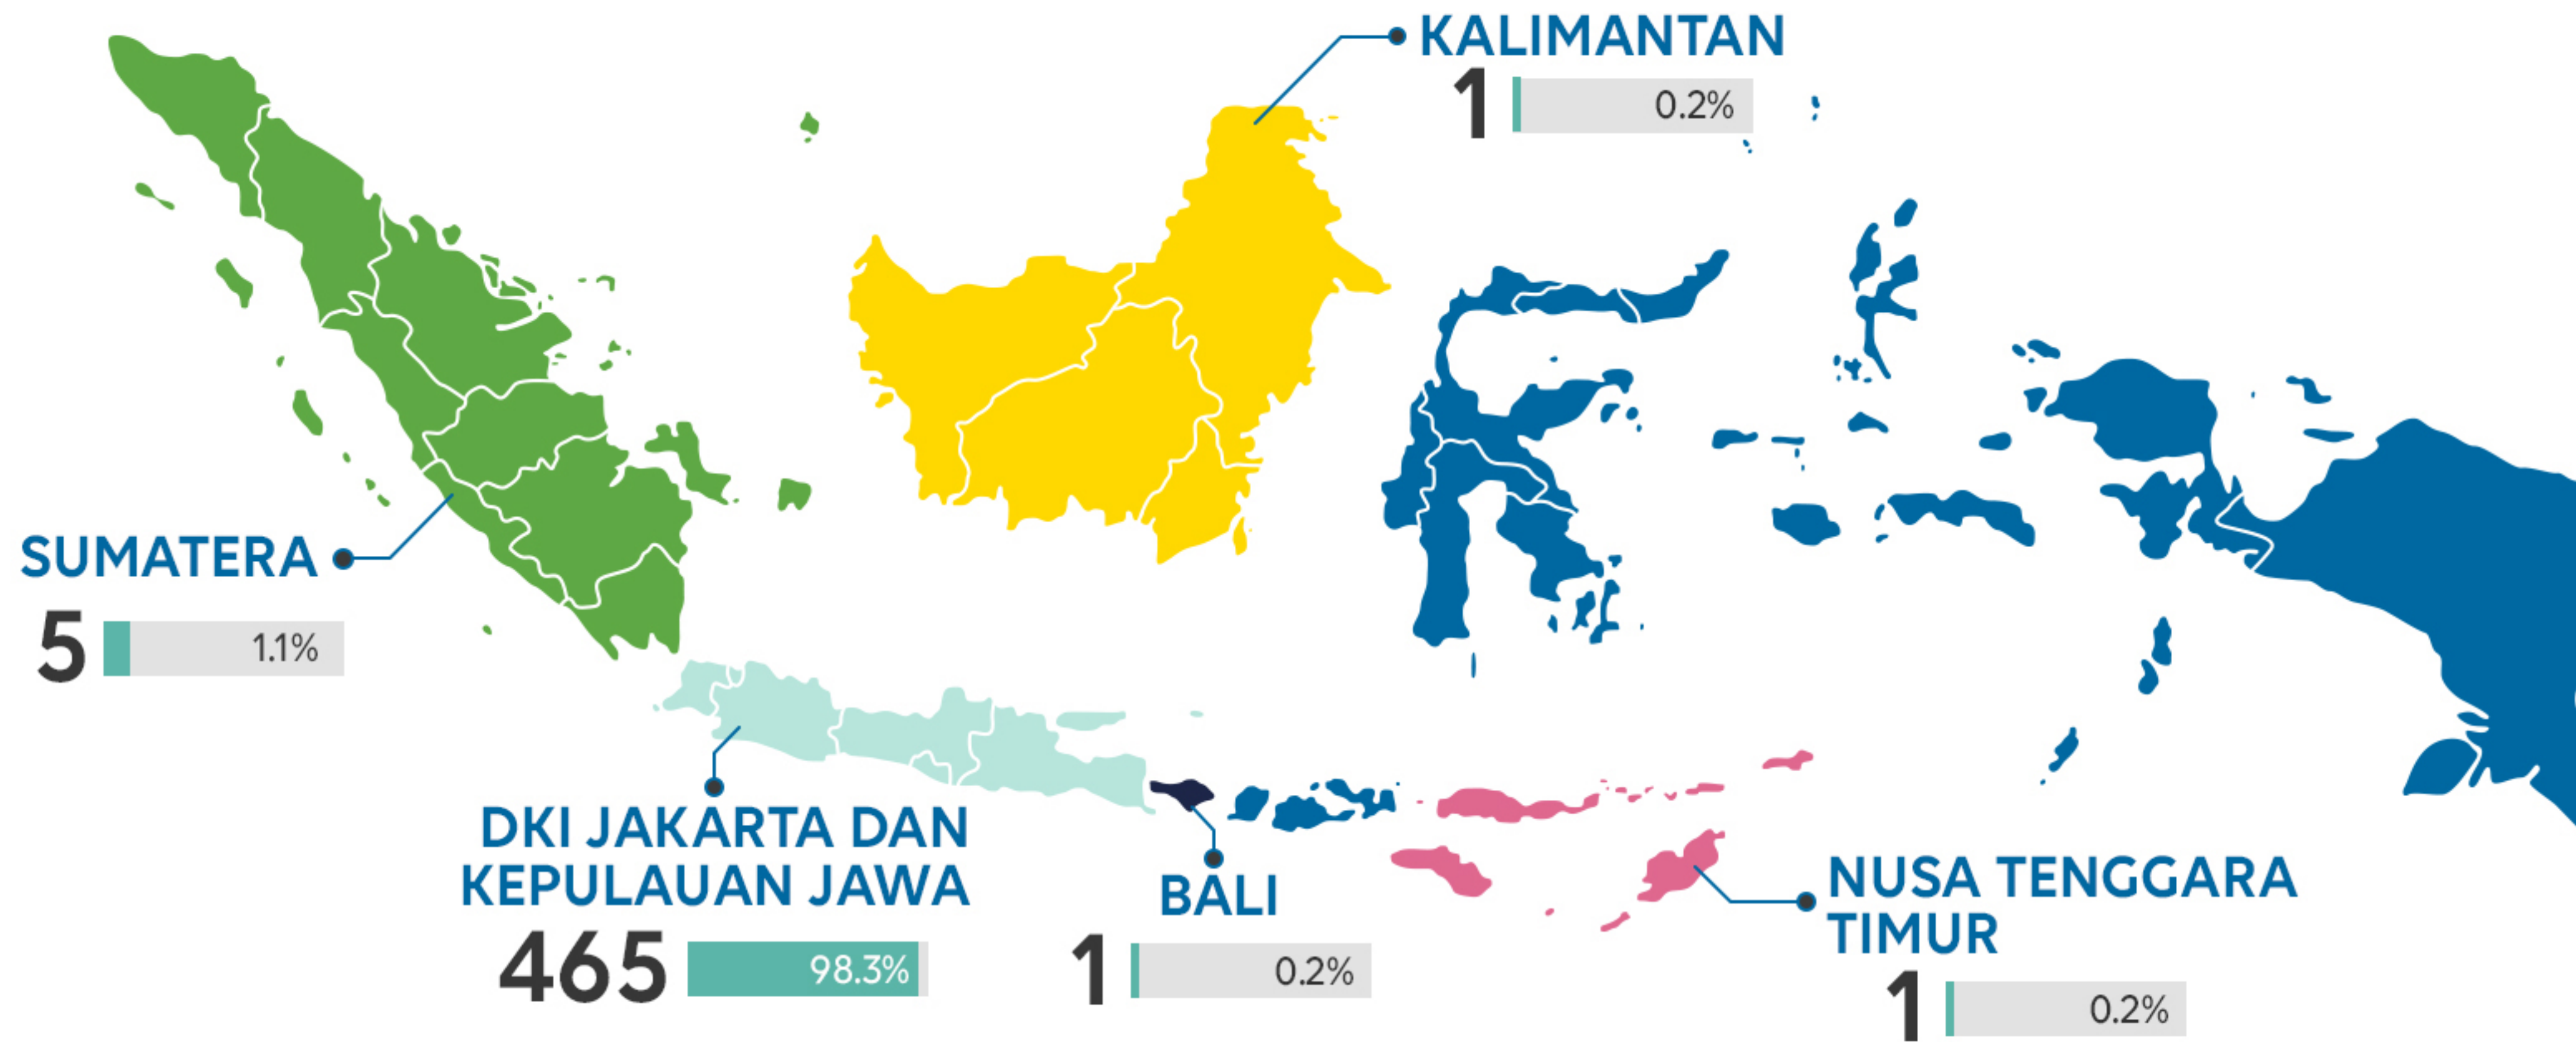 KALIMANTAN
1 0.2%
SUMATERA
5 1.1%
DKI JAKARTA DAN
KEPULAUAN JAWA
465 98.3%
BALI
1 0.2%
NUSA TENGGARA
TIMUR
1 0.2%